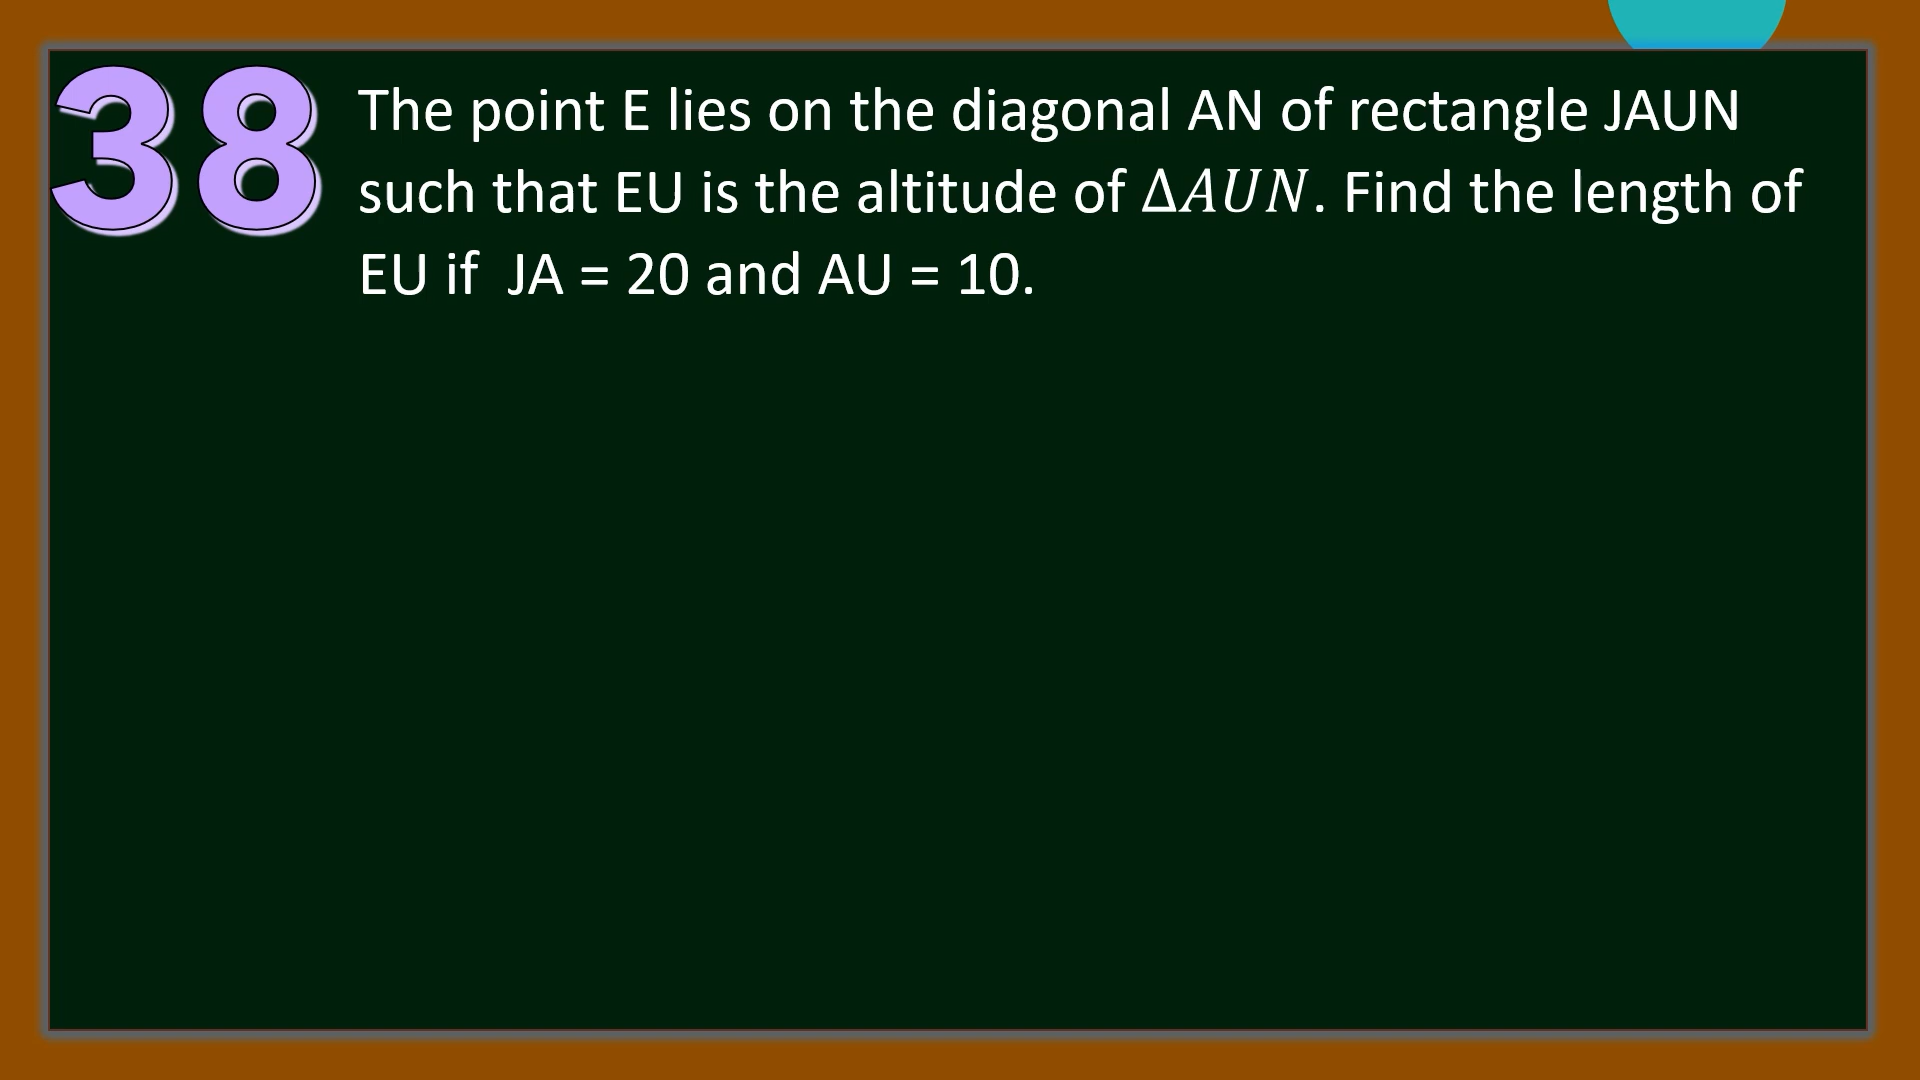 38
The point E lies on the diagonal AN of rectangle JAUN
such that EU is the altitude of Δ𝐴𝑈𝑁. Find the length of
EU if  JA = 20 and AU = 10.